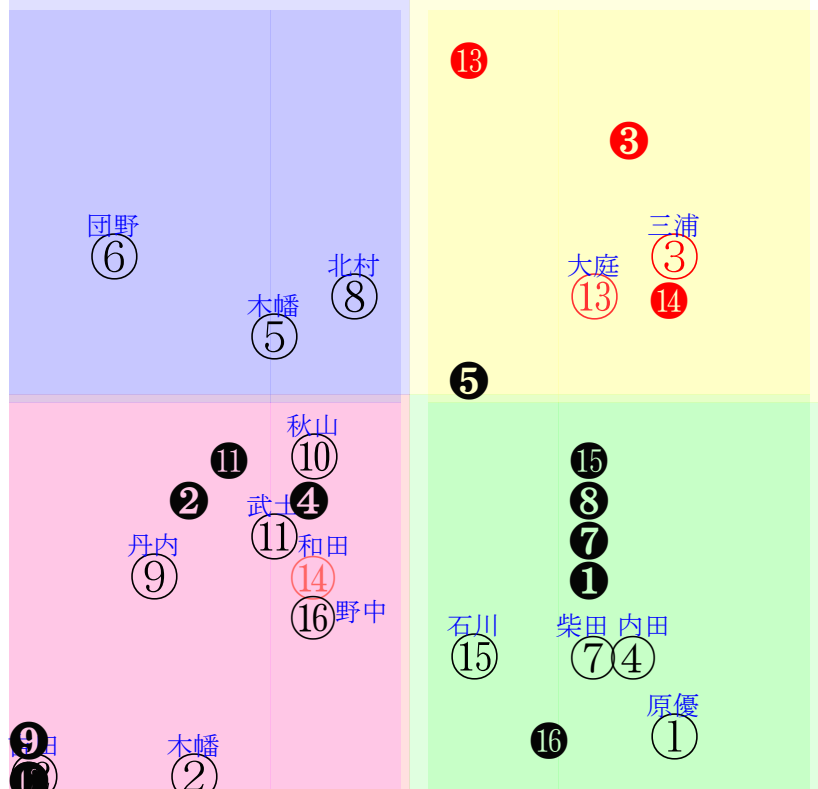 ⓭
❸
団野 三浦
⑥ ③
北村 大庭
⑧ ⑬ ⓮
木幡
⑤
❺
秋山
⓫ ⑩ ⓯
❷ 武士 ❹ ❽
⑪ ❼
丹内 和田
⑨ ⑭ ❶
⑯ 野中
石川 柴田 内田
⑮ ⑦ ④
原優
❾ 木幡 ⓰ ①
②